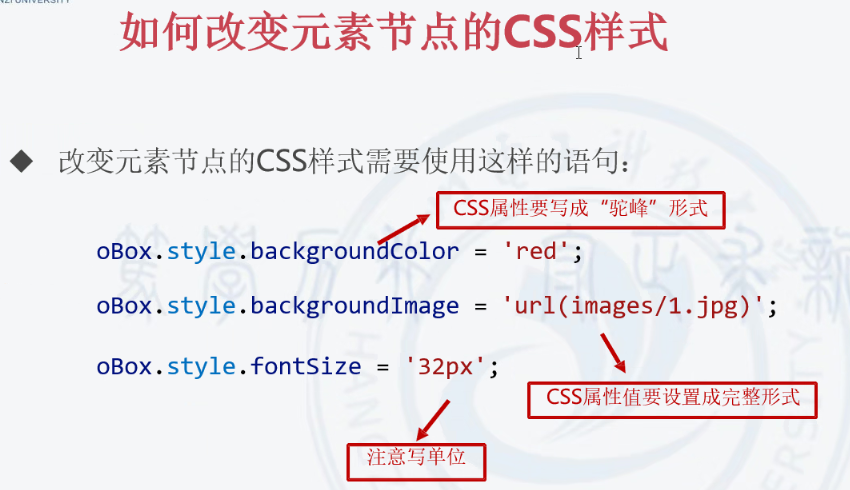 如何改变元素节点的CSS样式
◆ 改变元素节点的CSS样式需要使用这样的语句：
CSS属性要写成“驼峰”形式
oBox.style.backgroundColor = 'red';
oBox.style.backgroundImage = 'url(images/1.jpg)';
oBox.style.fontSize = '32px';
CSS属性值要设置成完整形式
注意写单位